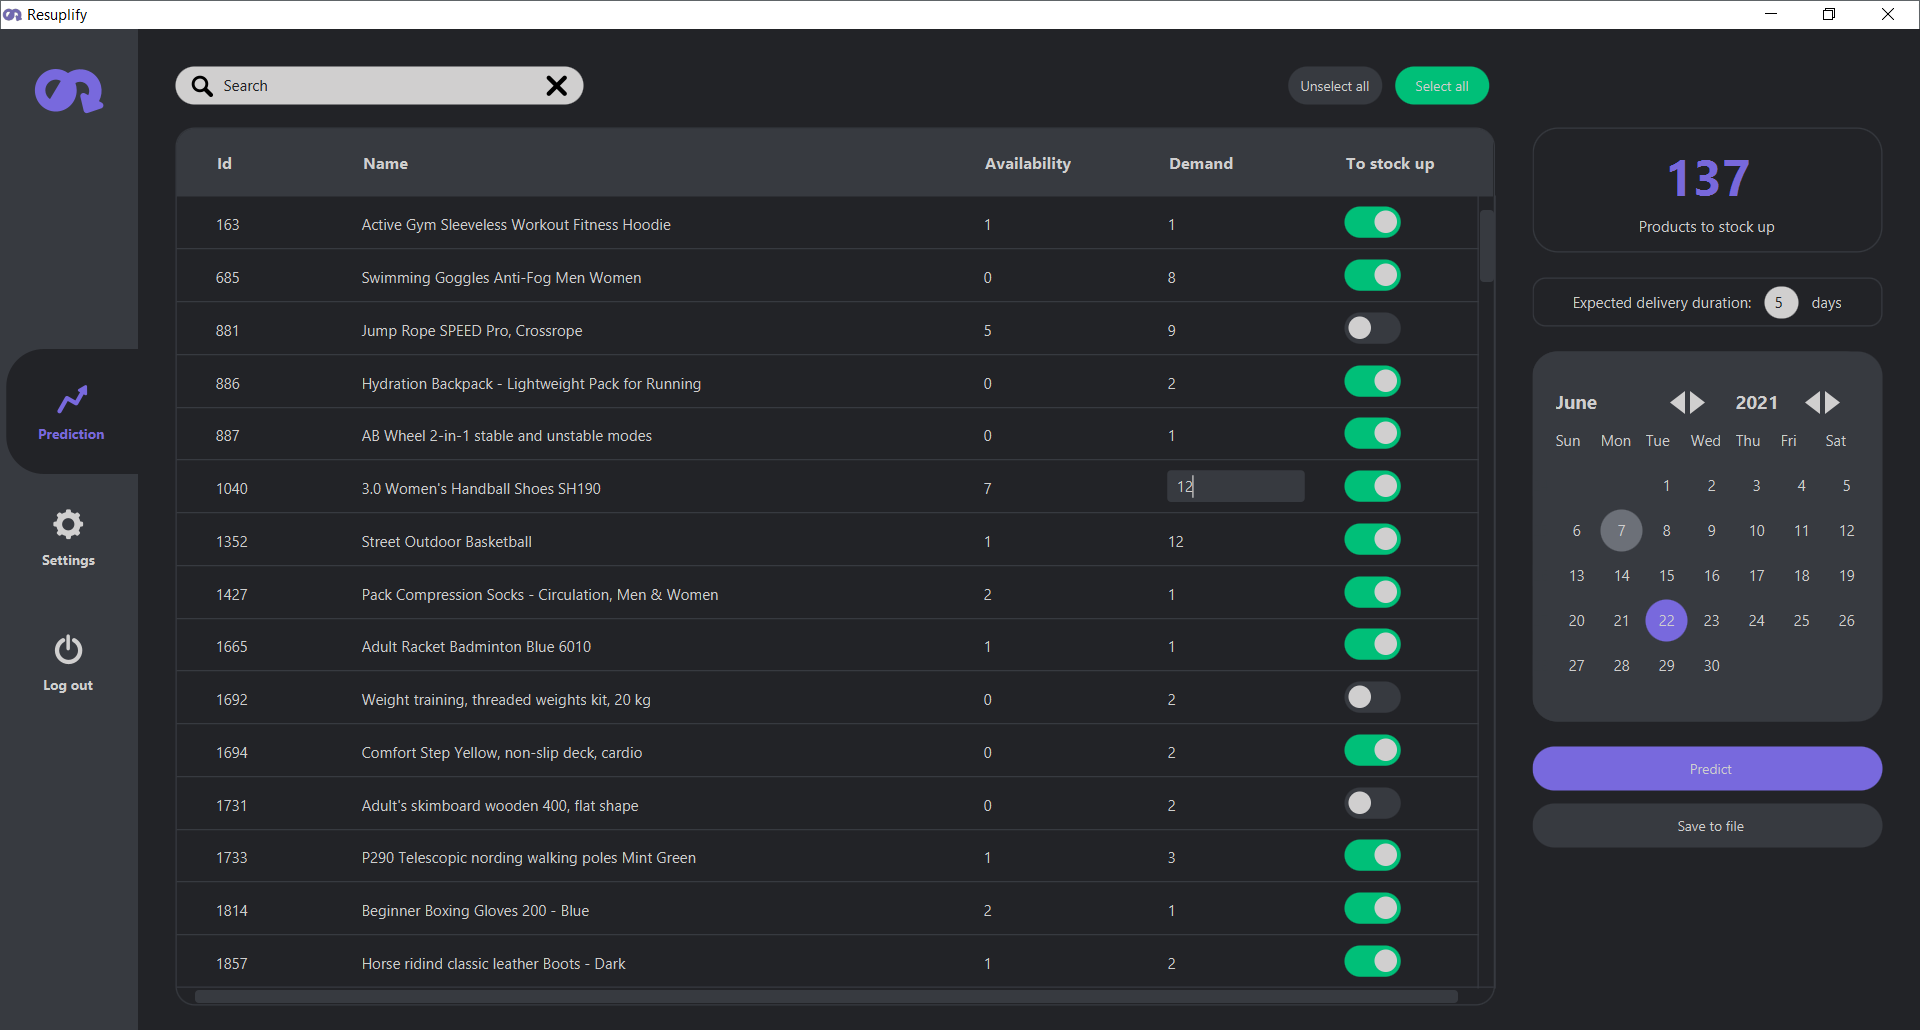 Resuplify
Search
Unselect all
Select all
Id Name Availability Demand To stock up
163 Active Gym Sleeveless Workout Fitness Hoodie 1 1
685 Swimming Goggles Anti-Fog Men Women 0 8
881 Jump Rope SPEED Pro, Crossrope 5 9
886 Hydration Backpack - Lightweight Pack for Running 0 2
887 AB Wheel 2-in-1 stable and unstable modes 0 1
1040 3.0 Women's Handball Shoes SH190 7 12
1352 Street Outdoor Basketball 1 12
1427 Pack Compression Socks - Circulation, Men & Women 2 1
1665 Adult Racket Badminton Blue 6010 1 1
1692 Weight training, threaded weights kit, 20 kg 0 2
1694 Comfort Step Yellow, non-slip deck, cardio 0 2
1731 Adult's skimboard wooden 400, flat shape 0 2
1733 P290 Telescopic nording walking poles Mint Green 1 3
1814 Beginner Boxing Gloves 200 - Blue 2 1
1857 Horse ridind classic leather Boots - Dark 1 2
Prediction
Settings
Log out
137
Products to stock up
Expected delivery duration: 5 days
June 2021
Sun Mon Tue Wed Thu Fri Sat
1 2 3 4 5
6 7 8 9 10 11 12
13 14 15 16 17 18 19
20 21 22 23 24 25 26
27 28 29 30
Predict
Save to file